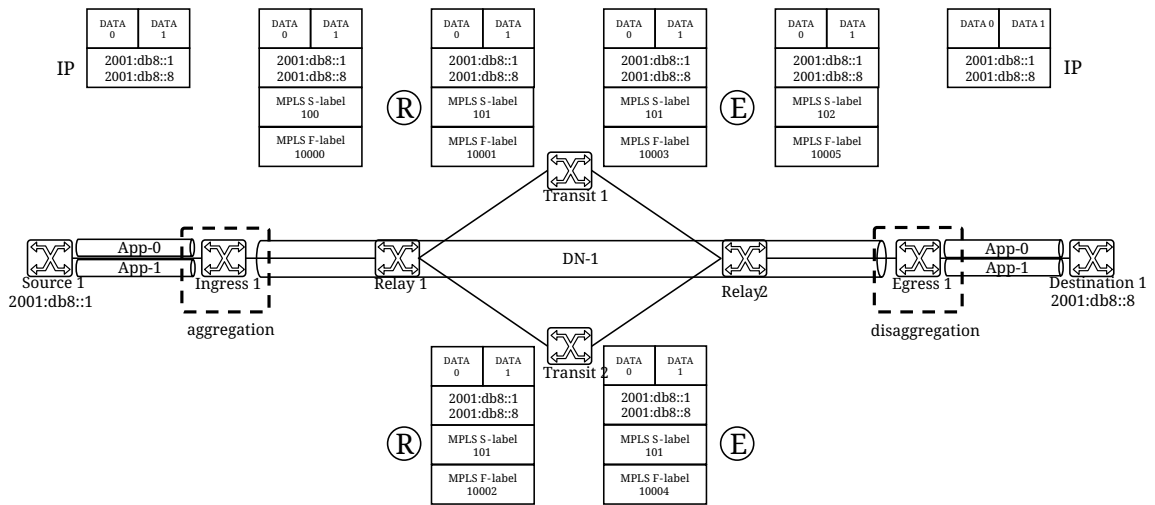 IP
DATA 0
DATA 1
2001:db8::1
2001:db8::8
DATA 0
DATA 1
2001:db8::1
2001:db8::8
MPLS S-label
100
MPLS F-label
10000
R
DATA 0
DATA 1
2001:db8::1
2001:db8::8
MPLS S-label
101
MPLS F-label
10001
DATA 0
DATA 1
2001:db8::1
2001:db8::8
MPLS S-label
101
MPLS F-label
10003
E
DATA 0
DATA 1
2001:db8::1
2001:db8::8
MPLS S-label
102
MPLS F-label
10005
DATA 0
DATA 1
2001:db8::1
2001:db8::8
IP
Transit 1
App-0
App-1
Source 1
2001:db8::1
Ingress 1
aggregation
Relay 1
DN-1
Relay2
Egress 1
disaggregation
App-0
App-1
Destination 1
2001:db8::8
Transit 2
R
DATA 0
DATA 1
2001:db8::1
2001:db8::8
MPLS S-label
101
MPLS F-label
10002
DATA 0
DATA 1
2001:db8::1
2001:db8::8
MPLS S-label
101
MPLS F-label
10004
E